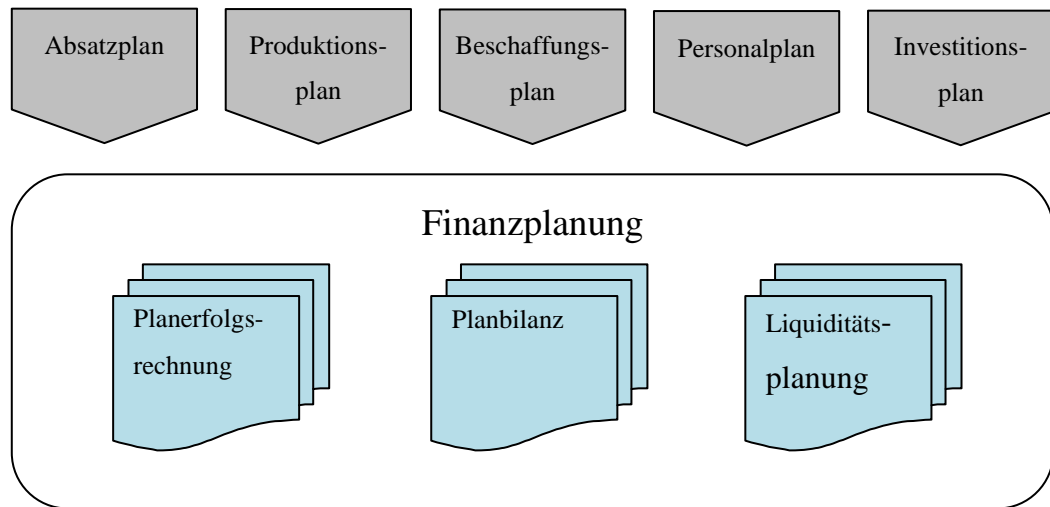 Absatzplan
Produktions-
plan
Beschaffungs-
plan
Personalplan
Investitions-
plan
Finanzplanung
Planerfolgs-
rechnung
Planbilanz
Liquiditäts-
planung